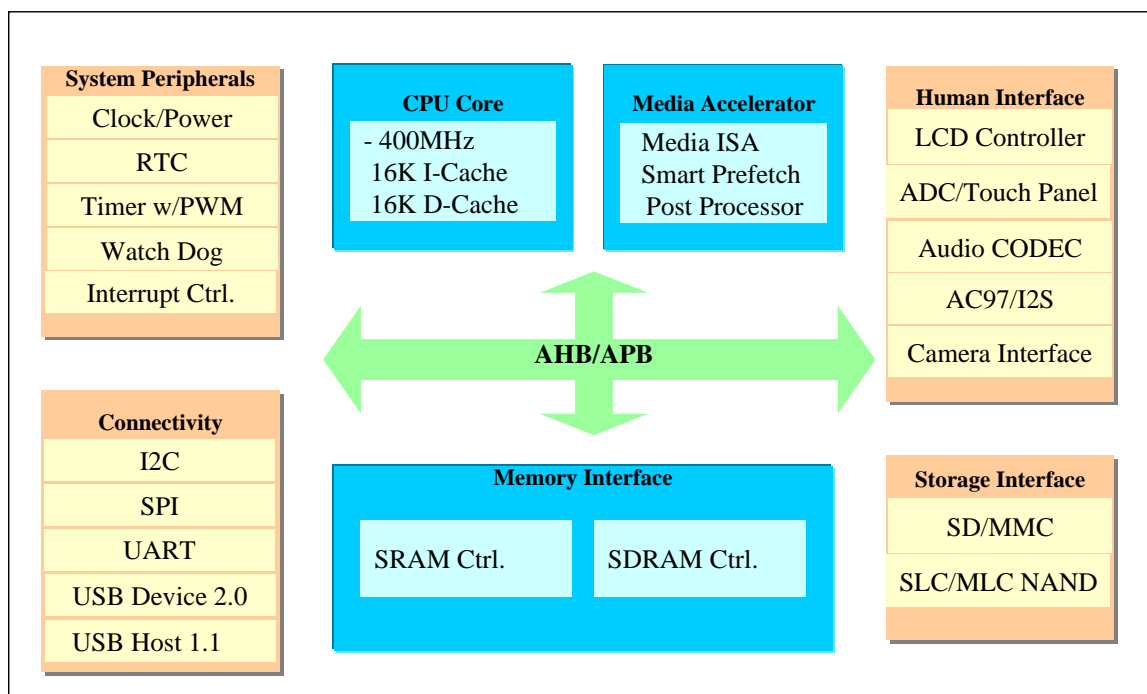 System Peripherals
Clock/Power
RTC
Timer w/PWM
Watch Dog
Interrupt Ctrl.
CPU Core
- 400MHz
16K I-Cache
16K D-Cache
Media Accelerator
Media ISA
Smart Prefetch
Post Processor
Human Interface
LCD Controller
ADC/Touch Panel
Audio CODEC
AC97/I2S
Camera Interface
AHB/APB
Connectivity
I2C
SPI
UART
USB Device 2.0
USB Host 1.1
Memory Interface
SRAM Ctrl.
SDRAM Ctrl.
Storage Interface
SD/MMC
SLC/MLC NAND